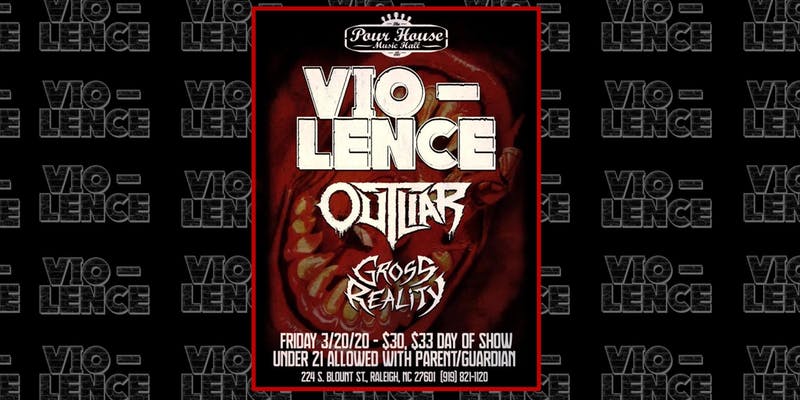 The
Pour House
Music Hall
VIO–
LENCE
OUTLIAR
GROSS
REALITY
FRIDAY 3/20/20 - $30, $33 DAY OF SHOW
UNDER 21 ALLOWED WITH PARENT/GUARDIAN
224 S. BLOUNT ST., RALEIGH, NC 27601 (919) 821-1120